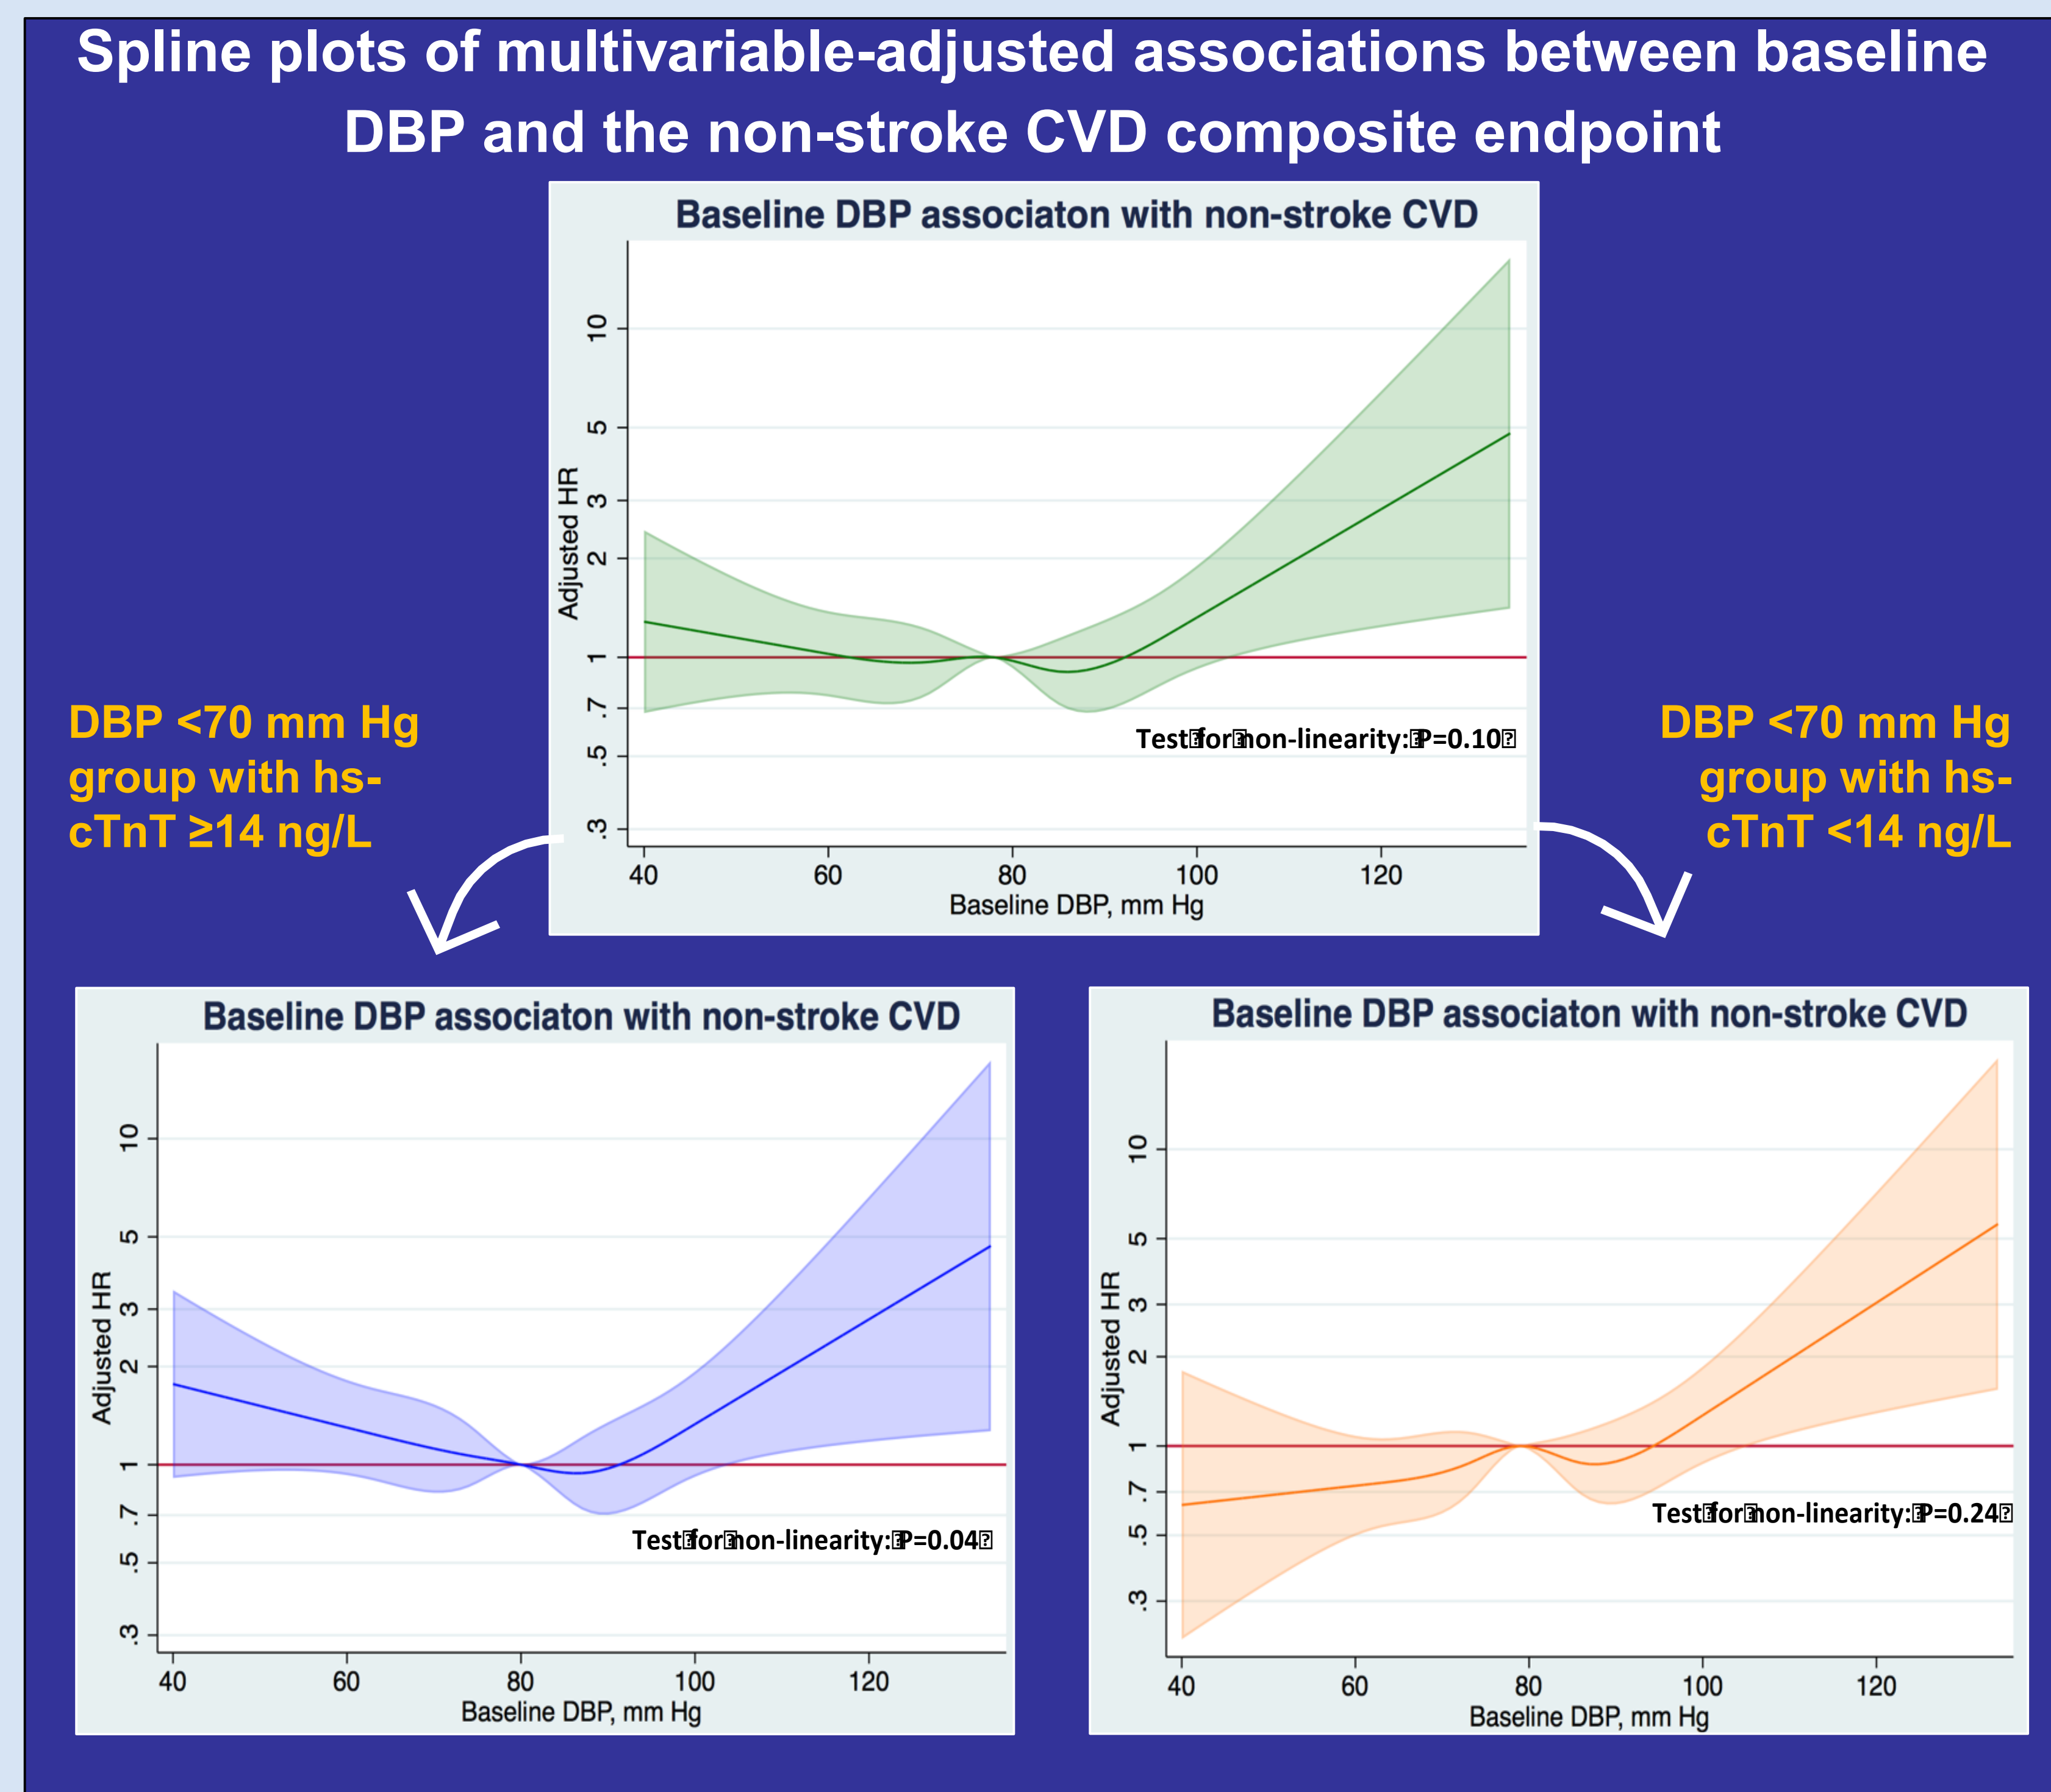 Spline plots of multivariable-adjusted associations between baseline
DBP and the non-stroke CVD composite endpoint
Baseline DBP associaton with non-stroke CVD
Adjusted HR
10
5
3
2
1
.7
.5
.3
Test for non-linearity: P=0.10
40 60 80 100 120
Baseline DBP, mm Hg
DBP <70 mm Hg
group with hs-
cTnT ≥14 ng/L
DBP <70 mm Hg
group with hs-
cTnT <14 ng/L
Baseline DBP associaton with non-stroke CVD
Adjusted HR
10
5
3
2
1
.7
.5
.3
Test for non-linearity: P=0.04
40 60 80 100 120
Baseline DBP, mm Hg
Baseline DBP associaton with non-stroke CVD
Adjusted HR
10
5
3
2
1
.7
.5
.3
Test for non-linearity: P=0.24
40 60 80 100 120
Baseline DBP, mm Hg